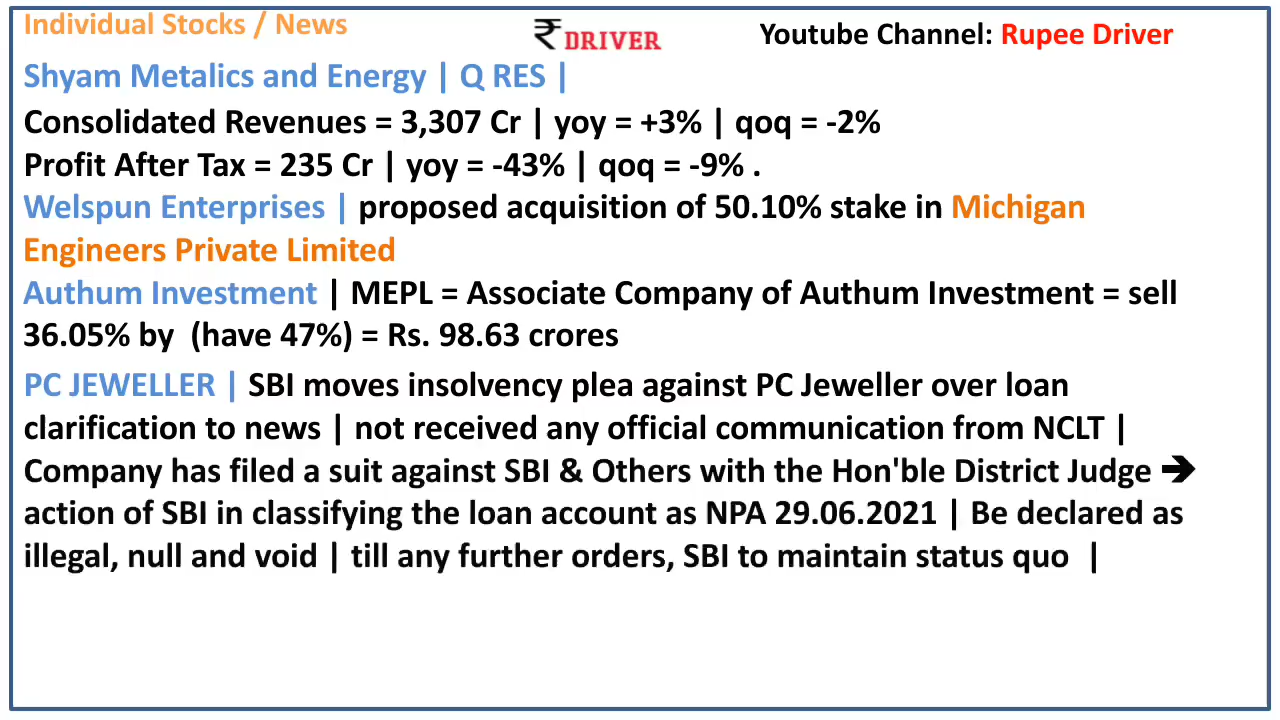 Individual Stocks / News
₹ DRIVER
Youtube Channel: Rupee Driver
Shyam Metalics and Energy | Q RES |
Consolidated Revenues = 3,307 Cr | yoy = +3% | qoq = -2%
Profit After Tax = 235 Cr | yoy = -43% | qoq = -9% .
Welspun Enterprises | proposed acquisition of 50.10% stake in Michigan
Engineers Private Limited
Authum Investment | MEPL = Associate Company of Authum Investment = sell
36.05% by (have 47%) = Rs. 98.63 crores
PC JEWELLER | SBI moves insolvency plea against PC Jeweller over loan
clarification to news | not received any official communication from NCLT |
Company has filed a suit against SBI & Others with the Hon'ble District Judge ➔
action of SBI in classifying the loan account as NPA 29.06.2021 | Be declared as
illegal, null and void | till any further orders, SBI to maintain status quo |